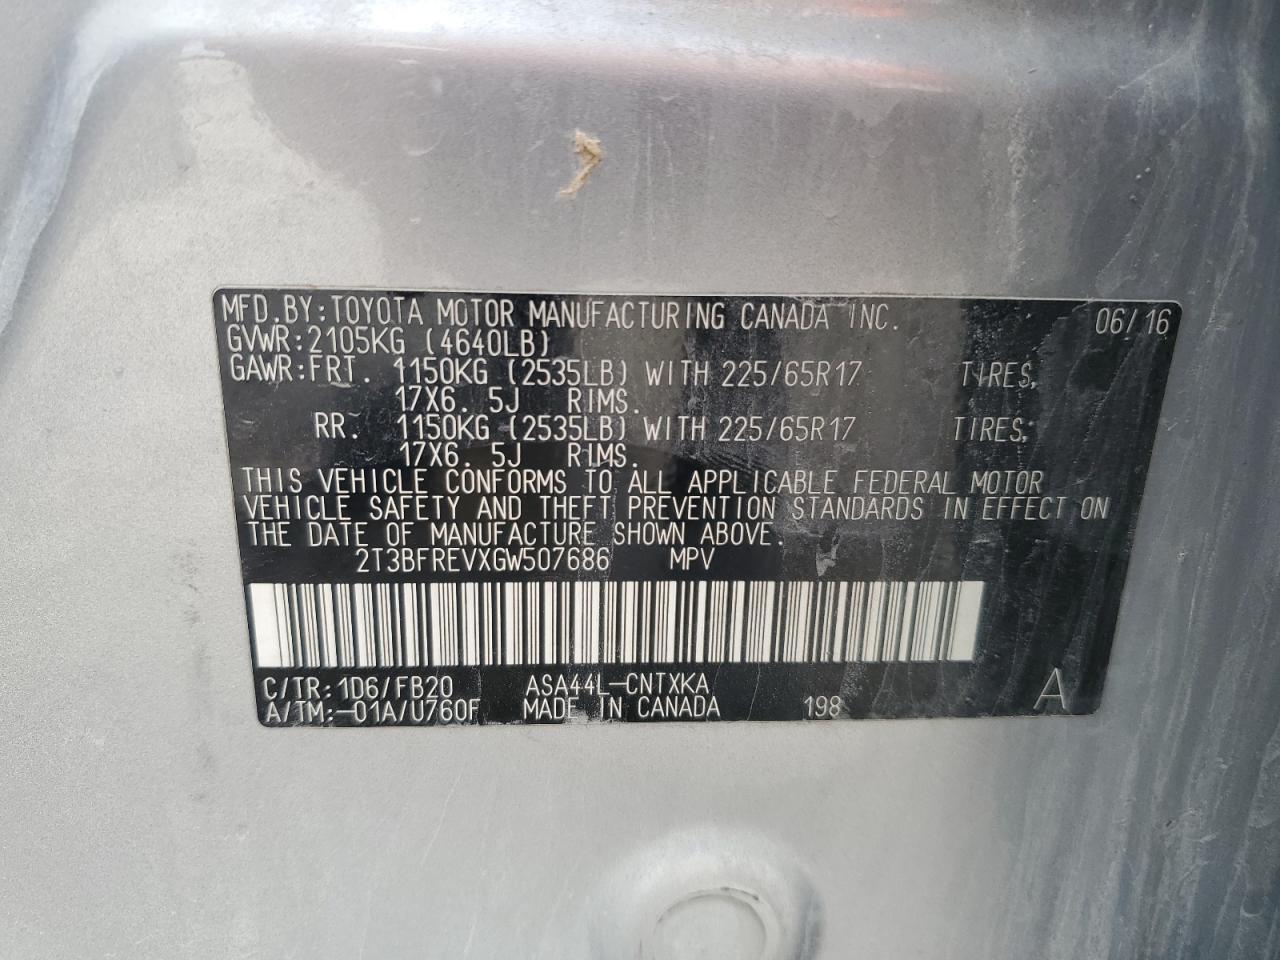 MFD.BY:TOYOTA MOTOR MANUFACTURING CANADA INC. 06/16
GVWR:2105KG (4640LB)
GAWR:FRT. 1150KG (2535LB) WITH 225/65R17 TIRES,
17X6. 5J RIMS.
RR. 1150KG (2535LB) WITH 225/65R17 TIRES;
17X6. 5J RIMS.
THIS VEHICLE CONFORMS TO ALL APPLICABLE FEDERAL MOTOR
VEHICLE SAFETY AND THEFT PREVENTION STANDARDS IN EFFECT ON
THE DATE OF MANUFACTURE SHOWN ABOVE.
2T3BFREVXGW507686 MPV
C/TR:1D6/FB20 ASA44L-CNTXKA A
A/TM:-01A/U760F MADE IN CANADA 198